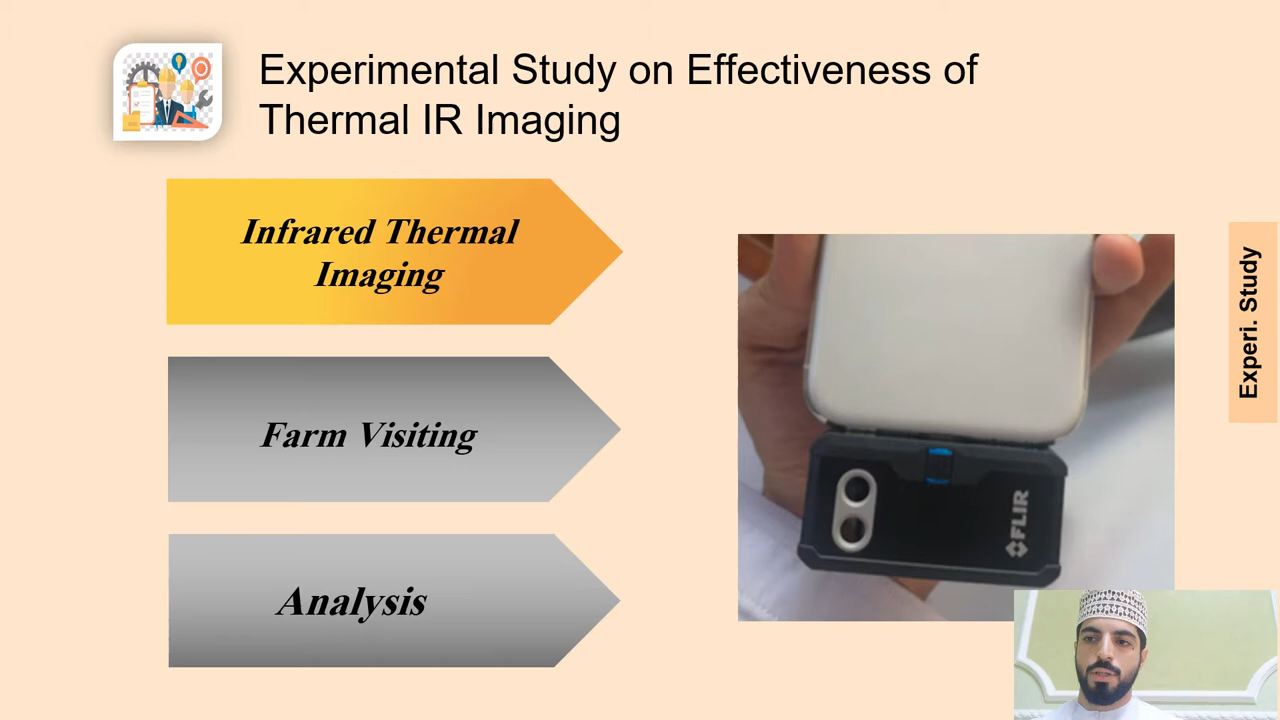 Experimental Study on Effectiveness of
Thermal IR Imaging
Infrared Thermal
Imaging
Farm Visiting
Analysis
FLIR
Experi. Study